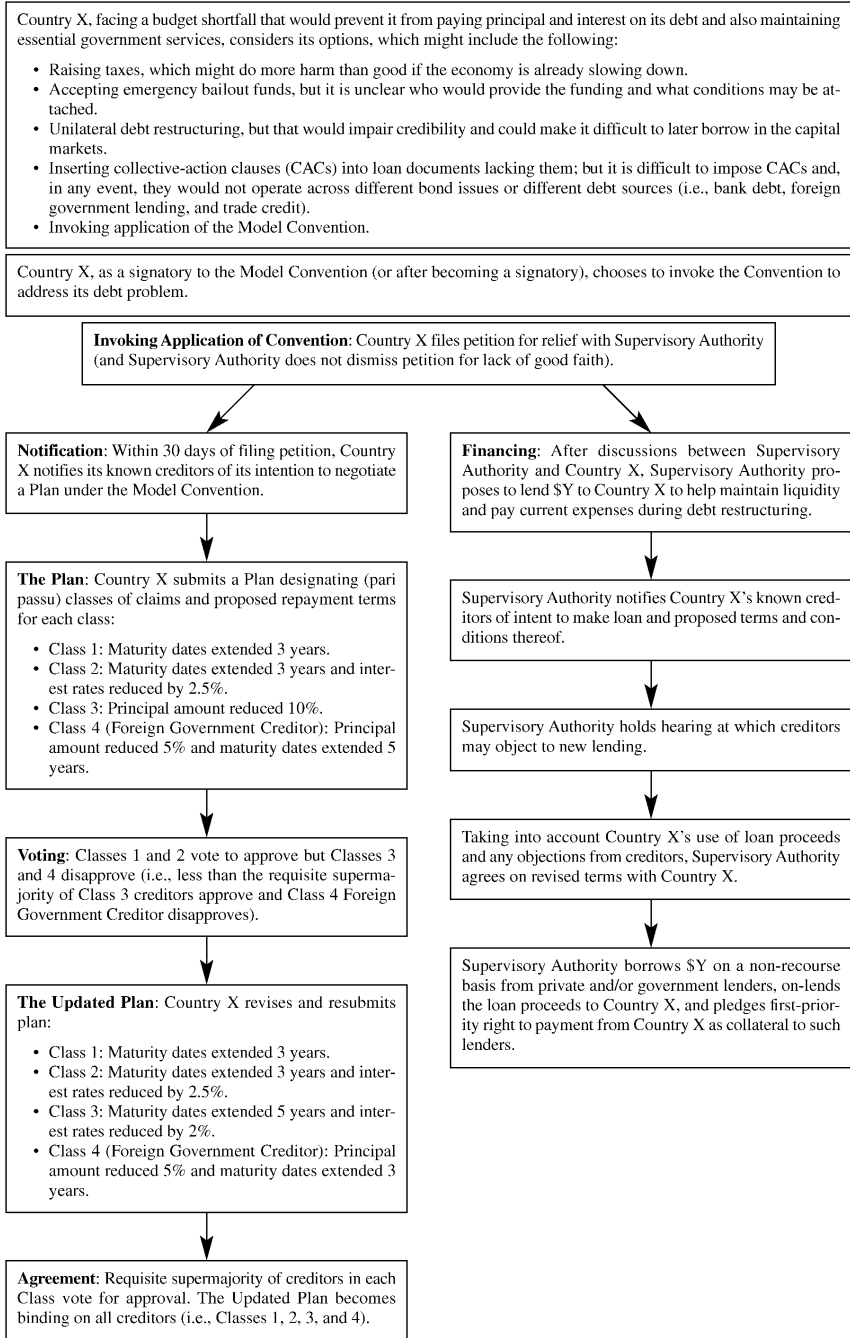 Country X, facing a budget shortfall that would prevent it from paying principal and interest on its debt and also maintaining
essential government services, considers its options, which might include the following:
• Raising taxes, which might do more harm than good if the economy is already slowing down.
• Accepting emergency bailout funds, but it is unclear who would provide the funding and what conditions may be at-
tached.
• Unilateral debt restructuring, but that would impair credibility and could make it difficult to later borrow in the capital
markets.
• Inserting collective-action clauses (CACs) into loan documents lacking them; but it is difficult to impose CACs and,
in any event, they would not operate across different bond issues or different debt sources (i.e., bank debt, foreign
government lending, and trade credit).
• Invoking application of the Model Convention.
Country X, as a signatory to the Model Convention (or after becoming a signatory), chooses to invoke the Convention to
address its debt problem.
Invoking Application of Convention: Country X files petition for relief with Supervisory Authority
(and Supervisory Authority does not dismiss petition for lack of good faith).
Notification: Within 30 days of filing petition, Country
X notifies its known creditors of its intention to negotiate
a Plan under the Model Convention.
The Plan: Country X submits a Plan designating (pari
passu) classes of claims and proposed repayment terms
for each class:
• Class 1: Maturity dates extended 3 years.
• Class 2: Maturity dates extended 3 years and inter-
est rates reduced by 2.5%.
• Class 3: Principal amount reduced 10%.
• Class 4 (Foreign Government Creditor): Principal
amount reduced 5% and maturity dates extended 5
years.
Voting: Classes 1 and 2 vote to approve but Classes 3
and 4 disapprove (i.e., less than the requisite superma-
jority of Class 3 creditors approve and Class 4 Foreign
Government Creditor disapproves).
The Updated Plan: Country X revises and resubmits
plan:
• Class 1: Maturity dates extended 3 years.
• Class 2: Maturity dates extended 3 years and inter-
est rates reduced by 2.5%.
• Class 3: Maturity dates extended 5 years and inter-
est rates reduced by 2%.
• Class 4 (Foreign Government Creditor): Principal
amount reduced 5% and maturity dates extended 3
years.
Agreement: Requisite supermajority of creditors in each
Class vote for approval. The Updated Plan becomes
binding on all creditors (i.e., Classes 1, 2, 3, and 4).
Financing: After discussions between Supervisory
Authority and Country X, Supervisory Authority pro-
poses to lend $Y to Country X to help maintain liquidity
and pay current expenses during debt restructuring.
Supervisory Authority notifies Country X’s known cred-
itors of intent to make loan and proposed terms and con-
ditions thereof.
Supervisory Authority holds hearing at which creditors
may object to new lending.
Taking into account Country X’s use of loan proceeds
and any objections from creditors, Supervisory Authority
agrees on revised terms with Country X.
Supervisory Authority borrows $Y on a non-recourse
basis from private and/or government lenders, on-lends
the loan proceeds to Country X, and pledges first-prior-
ity right to payment from Country X as collateral to such
lenders.